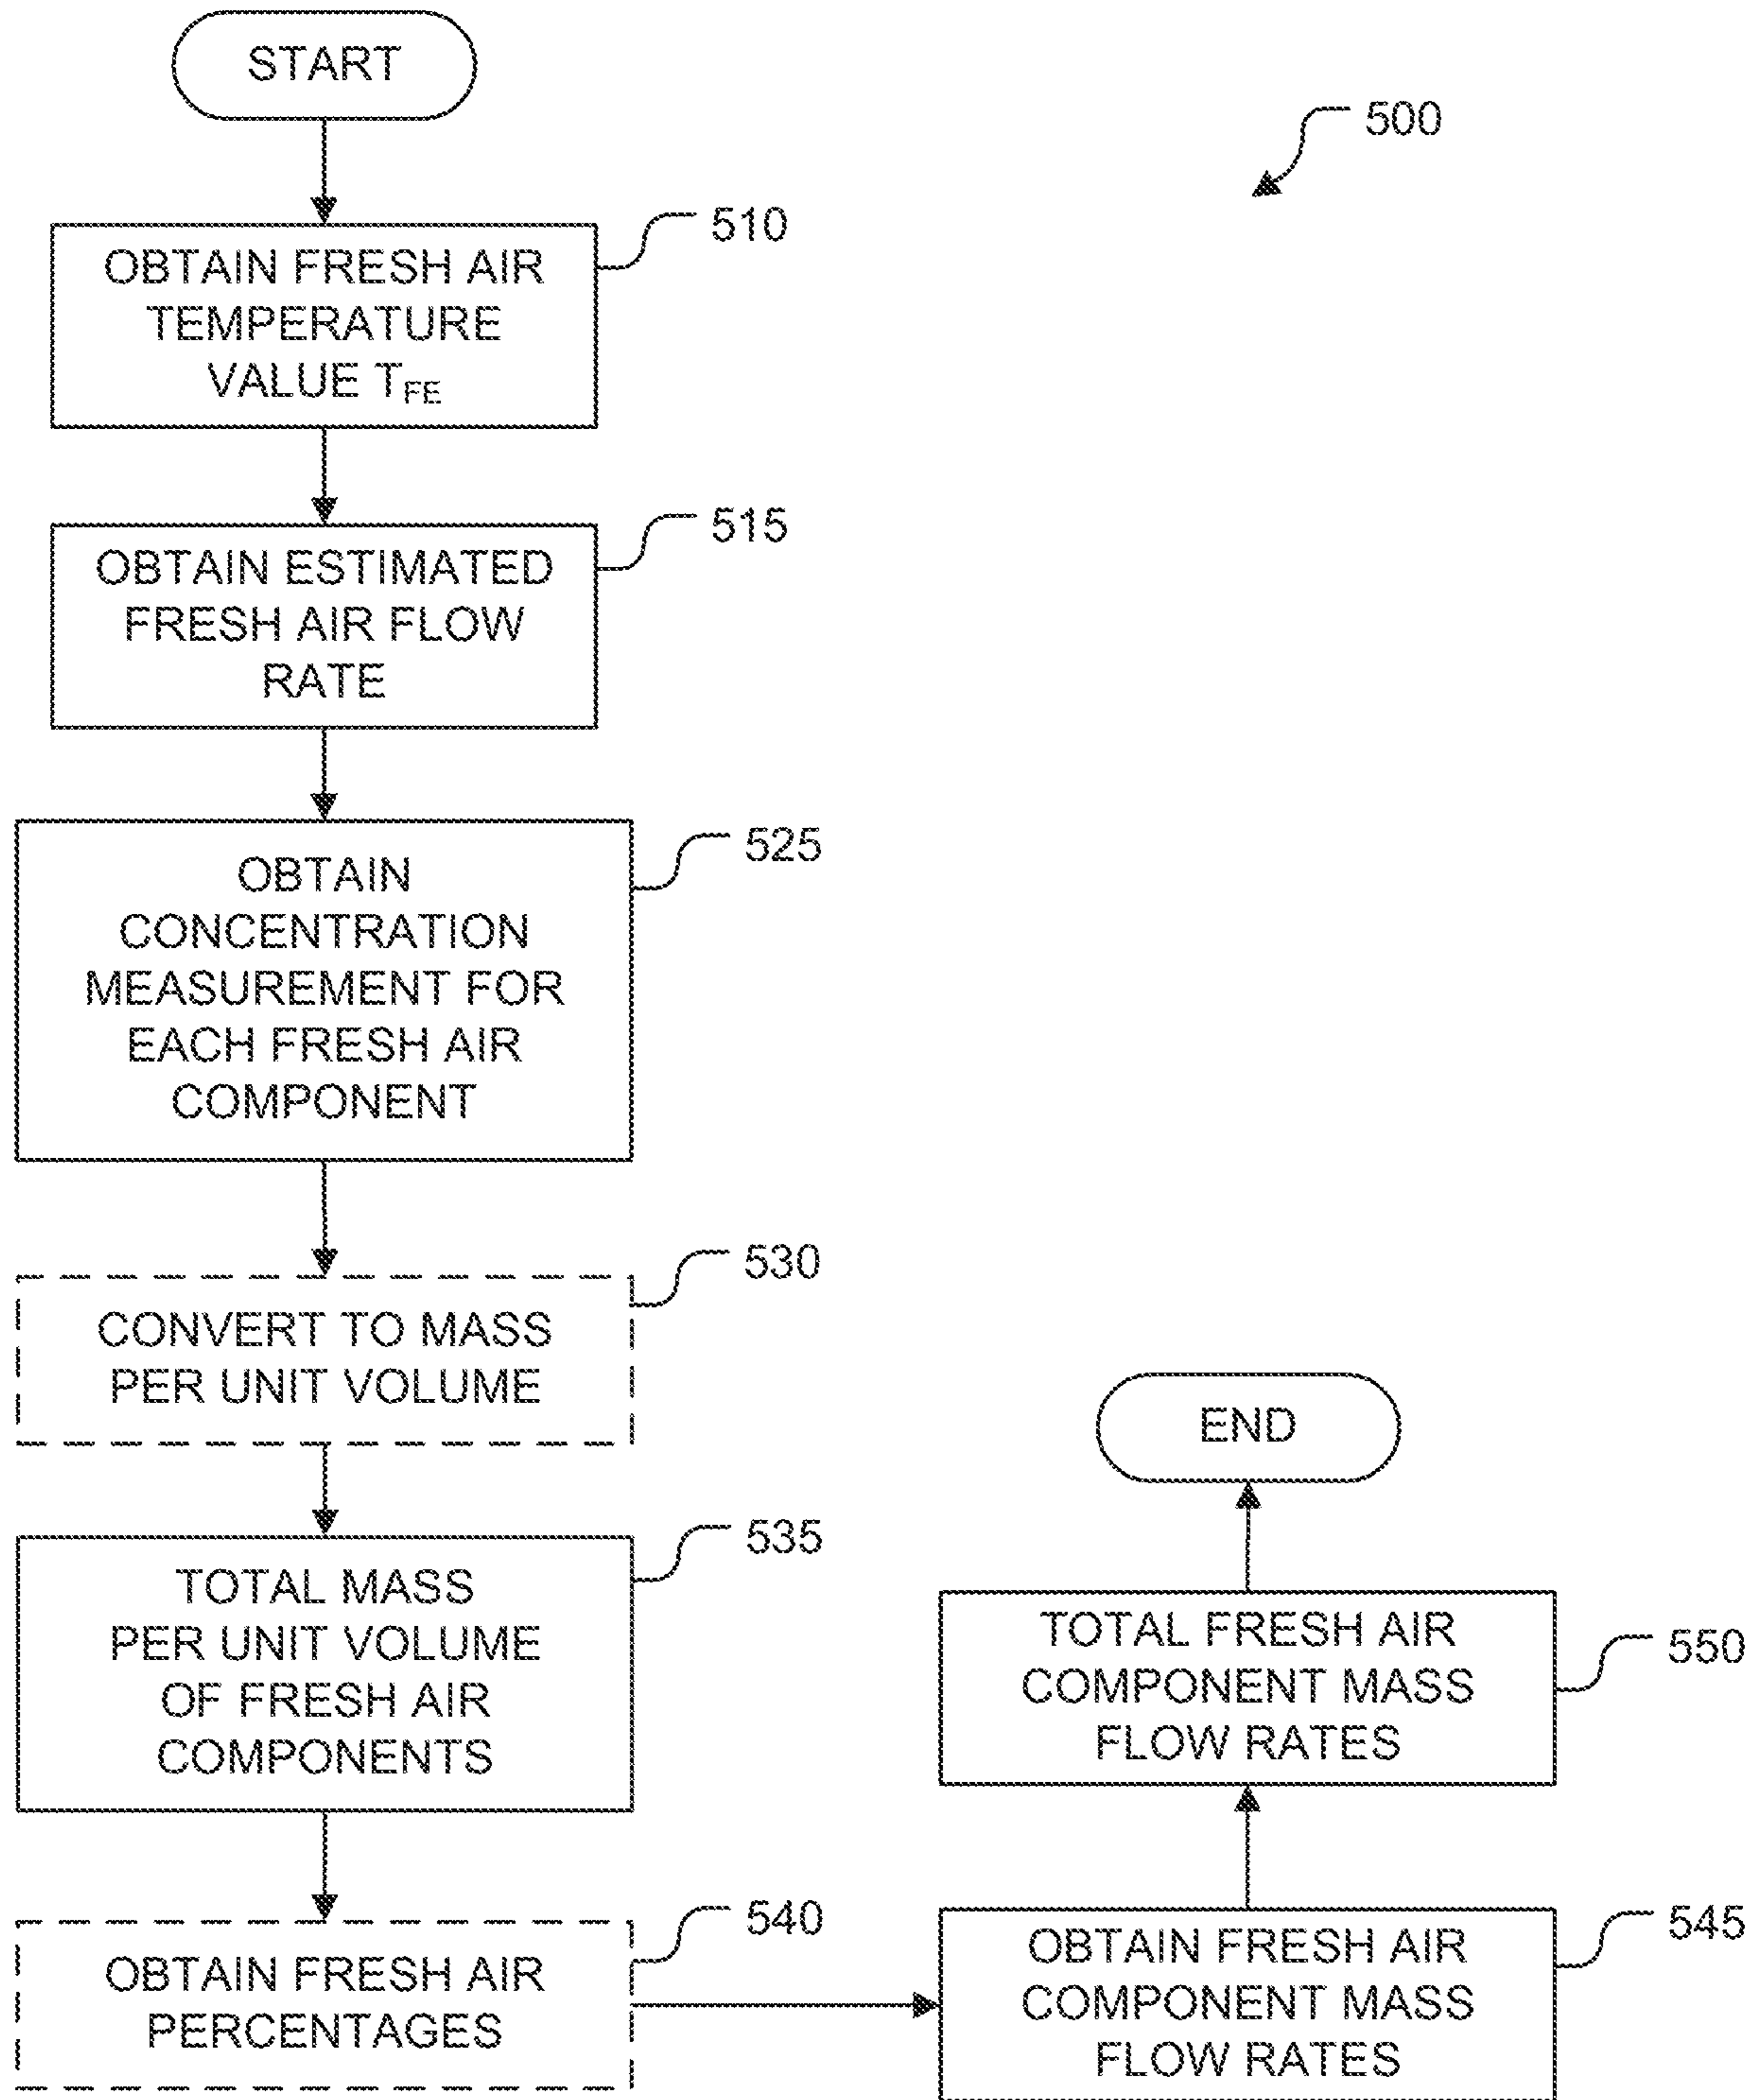 START
500
510
OBTAIN FRESH AIR
TEMPERATURE
VALUE T_FE
515
OBTAIN ESTIMATED
FRESH AIR FLOW
RATE
525
OBTAIN
CONCENTRATION
MEASUREMENT FOR
EACH FRESH AIR
COMPONENT
530
CONVERT TO MASS
PER UNIT VOLUME
535
TOTAL MASS
PER UNIT VOLUME
OF FRESH AIR
COMPONENTS
540
OBTAIN FRESH AIR
PERCENTAGES
545
OBTAIN FRESH AIR
COMPONENT MASS
FLOW RATES
550
TOTAL FRESH AIR
COMPONENT MASS
FLOW RATES
END